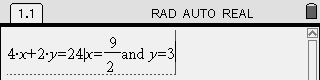 1.1 RAD AUTO REAL
4·x+2·y=24|x=9/2 and y=3